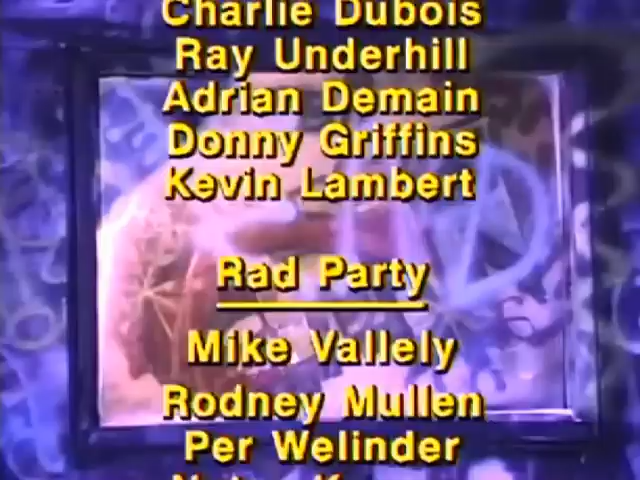 Charlie Dubois
Ray Underhill
Adrian Demain
Donny Griffins
Kevin Lambert
Rad Party
Mike Vallely
Rodney Mullen
Per Welinder